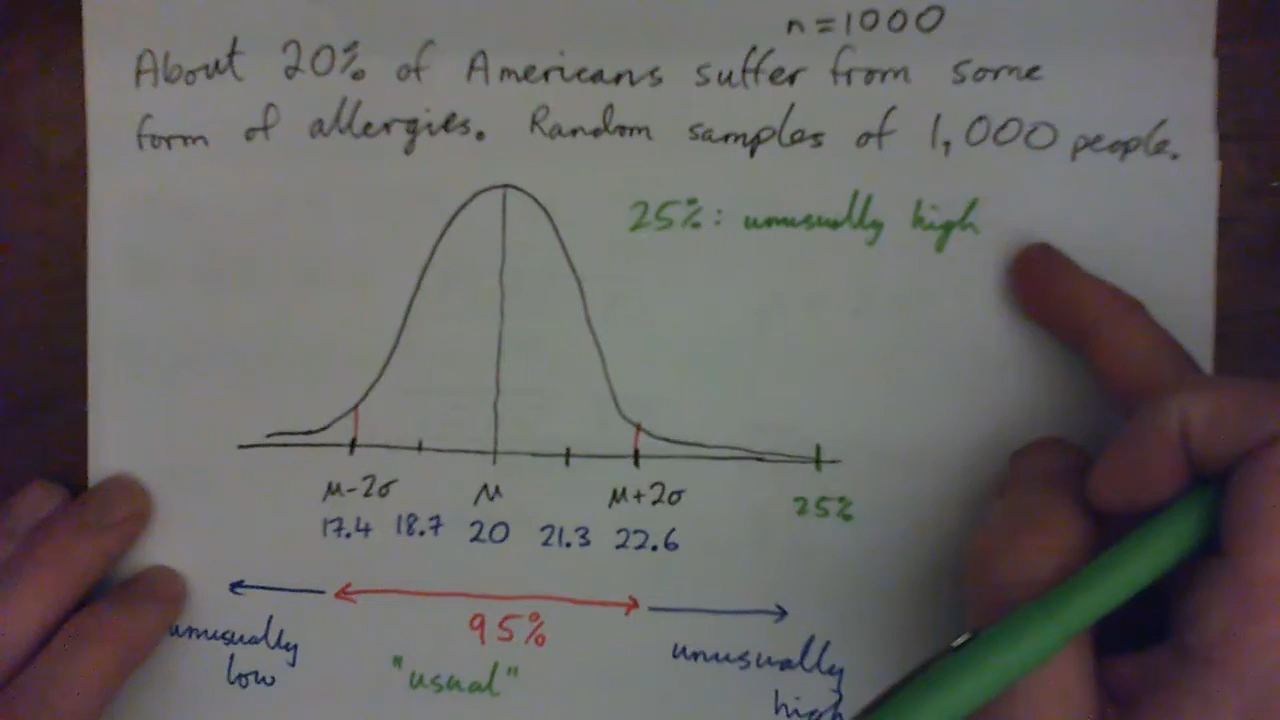 n=1000
About 20% of Americans suffer from some
form of allergies. Random samples of 1,000 people.
25%: unusually high
μ-2σ μ μ+2σ 25%
17.4 18.7 20 21.3 22.6
95%
unusually low
"usual"
unusually high